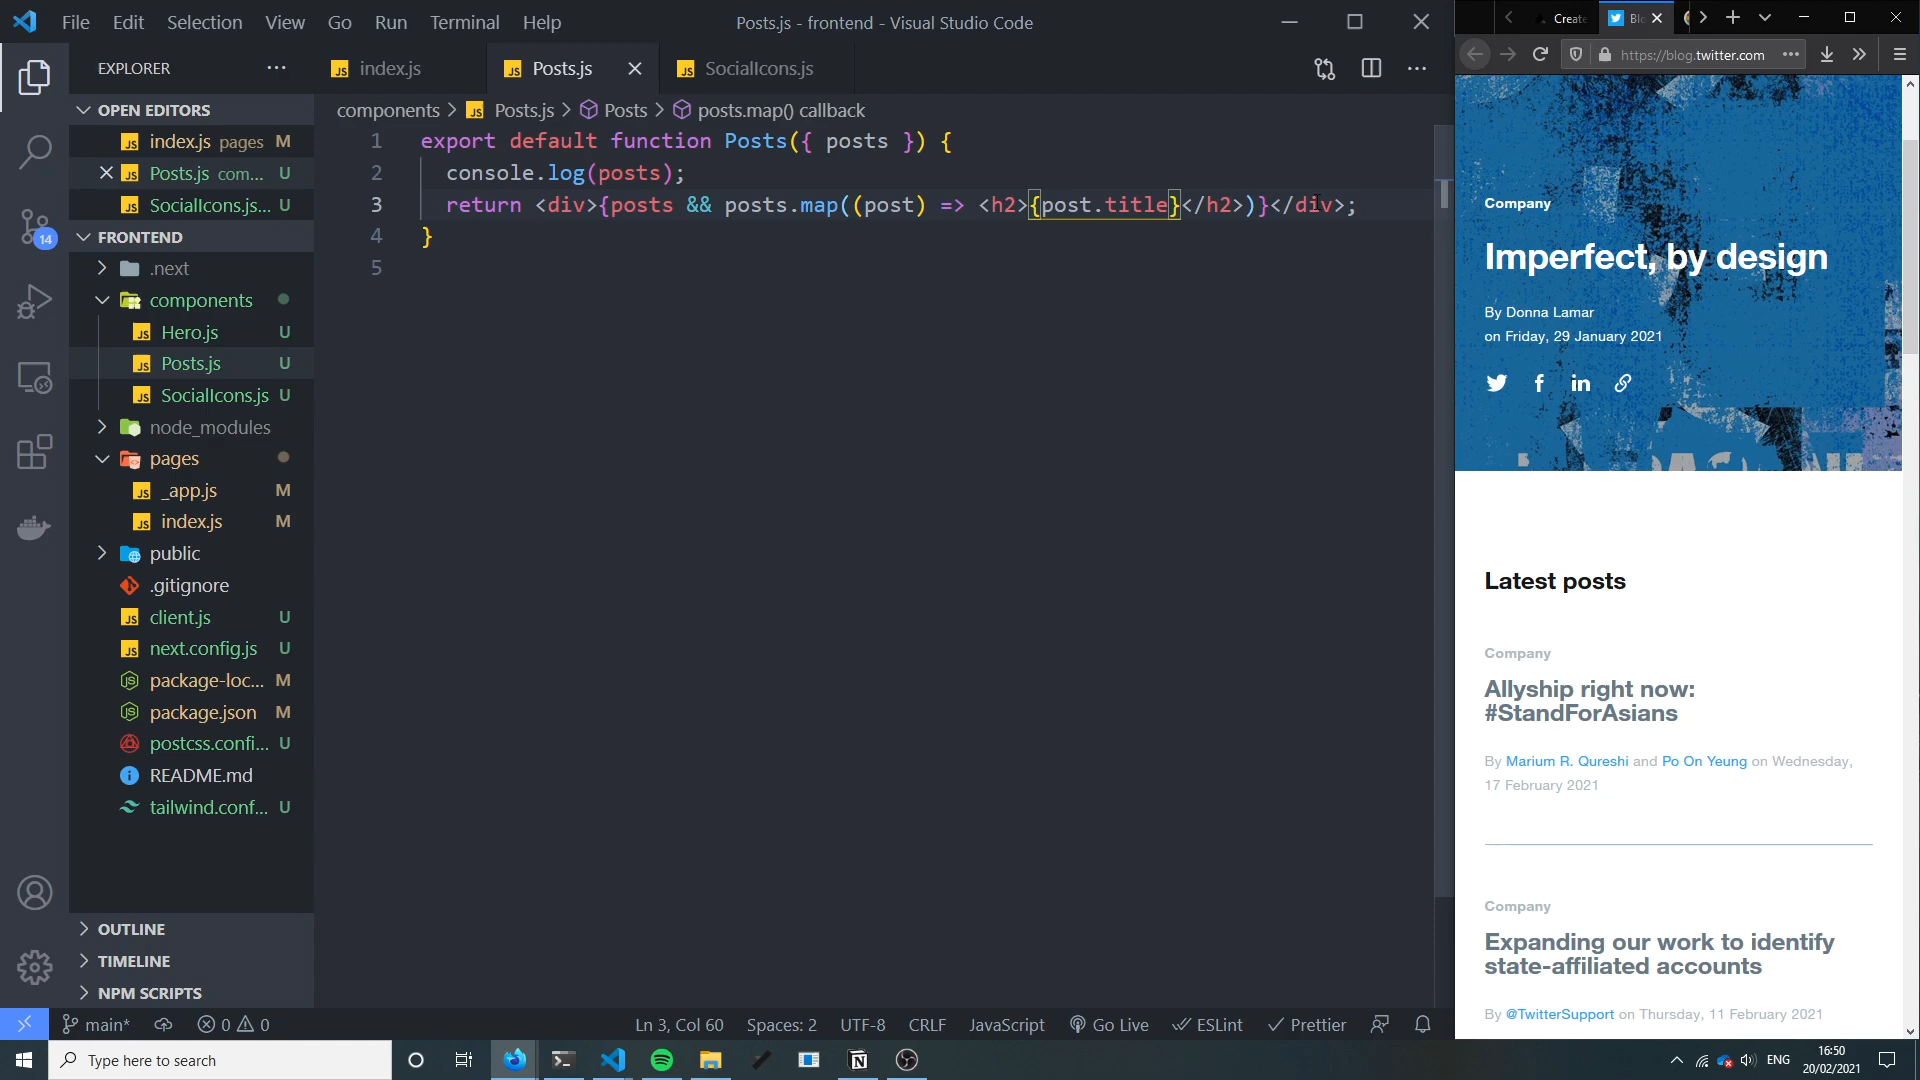 File Edit Selection View Go Run Terminal Help
Posts.js - frontend - Visual Studio Code
EXPLORER
OPEN EDITORS
index.js pages M
Posts.js com... U
SocialIcons.js... U
FRONTEND
.next
components
Hero.js U
Posts.js U
SocialIcons.js U
node_modules
pages
_app.js M
index.js M
public
.gitignore
client.js U
next.config.js U
package-loc... M
package.json M
postcss.confi... U
README.md
tailwind.conf... U
OUTLINE
TIMELINE
NPM SCRIPTS
14
index.js
Posts.js
SocialIcons.js
components > Posts.js > Posts > posts.map() callback
1 export default function Posts({ posts }) {
2 console.log(posts);
3 return <div>{posts && posts.map((post) => <h2>{post.title}</h2>)}</div>;
4 }
5
main* 0 0
Ln 3, Col 60 Spaces: 2 UTF-8 CRLF JavaScript Go Live ESLint Prettier
Create
https://blog.twitter.com
Company
Imperfect, by design
By Donna Lamar
on Friday, 29 January 2021
Latest posts
Company
Allyship right now:
#StandForAsians
By Marium R. Qureshi and Po On Yeung on Wednesday,
17 February 2021
Company
Expanding our work to identify
state-affiliated accounts
By @TwitterSupport on Thursday, 11 February 2021
Type here to search
ENG
16:50
20/02/2021